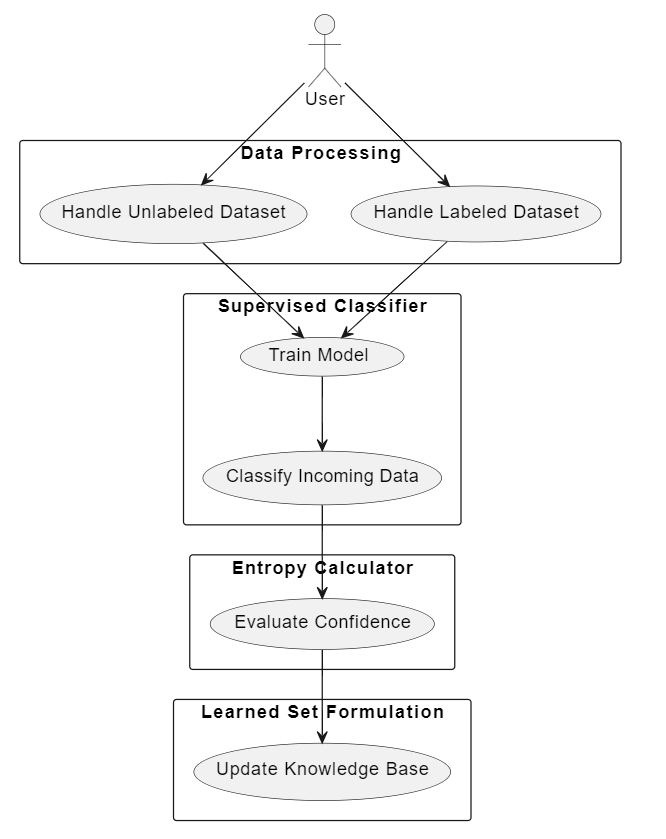 User
Data Processing
Handle Unlabeled Dataset
Handle Labeled Dataset
Supervised Classifier
Train Model
Classify Incoming Data
Entropy Calculator
Evaluate Confidence
Learned Set Formulation
Update Knowledge Base